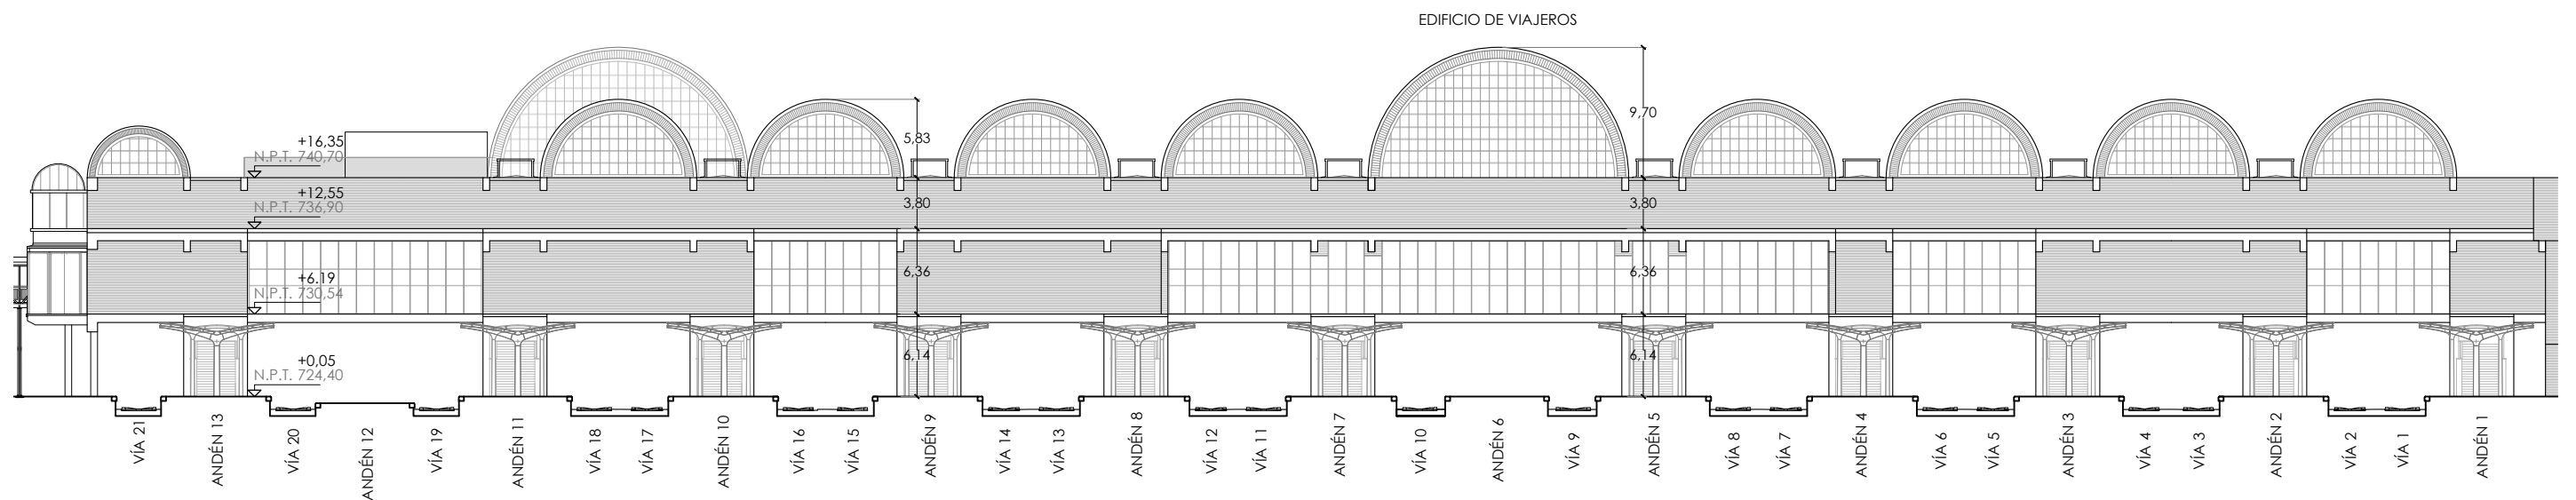 EDIFICIO DE VIAJEROS
+16,35
N.P.T. 740,70
+12,55
N.P.T. 736,90
+6.19
N.P.T. 730,54
+0,05
N.P.T. 724,40
5,83
3,80
6,36
6,14
9,70
3,80
6,36
6,14
VÍA 21
ANDÉN 13
VÍA 20
ANDÉN 12
VÍA 19
ANDÉN 11
VÍA 18
VÍA 17
ANDÉN 10
VÍA 16
VÍA 15
ANDÉN 9
VÍA 14
VÍA 13
ANDÉN 8
VÍA 12
VÍA 11
ANDÉN 7
VÍA 10
ANDÉN 6
VÍA 9
ANDÉN 5
VÍA 8
VÍA 7
ANDÉN 4
VÍA 6
VÍA 5
ANDÉN 3
VÍA 4
VÍA 3
ANDÉN 2
VÍA 2
VÍA 1
ANDÉN 1